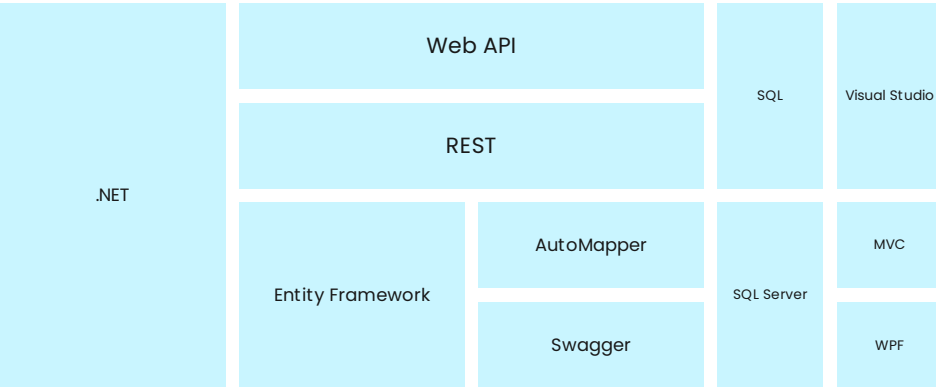 .NET
Web API
REST
Entity Framework
AutoMapper
Swagger
SQL
SQL Server
Visual Studio
MVC
WPF